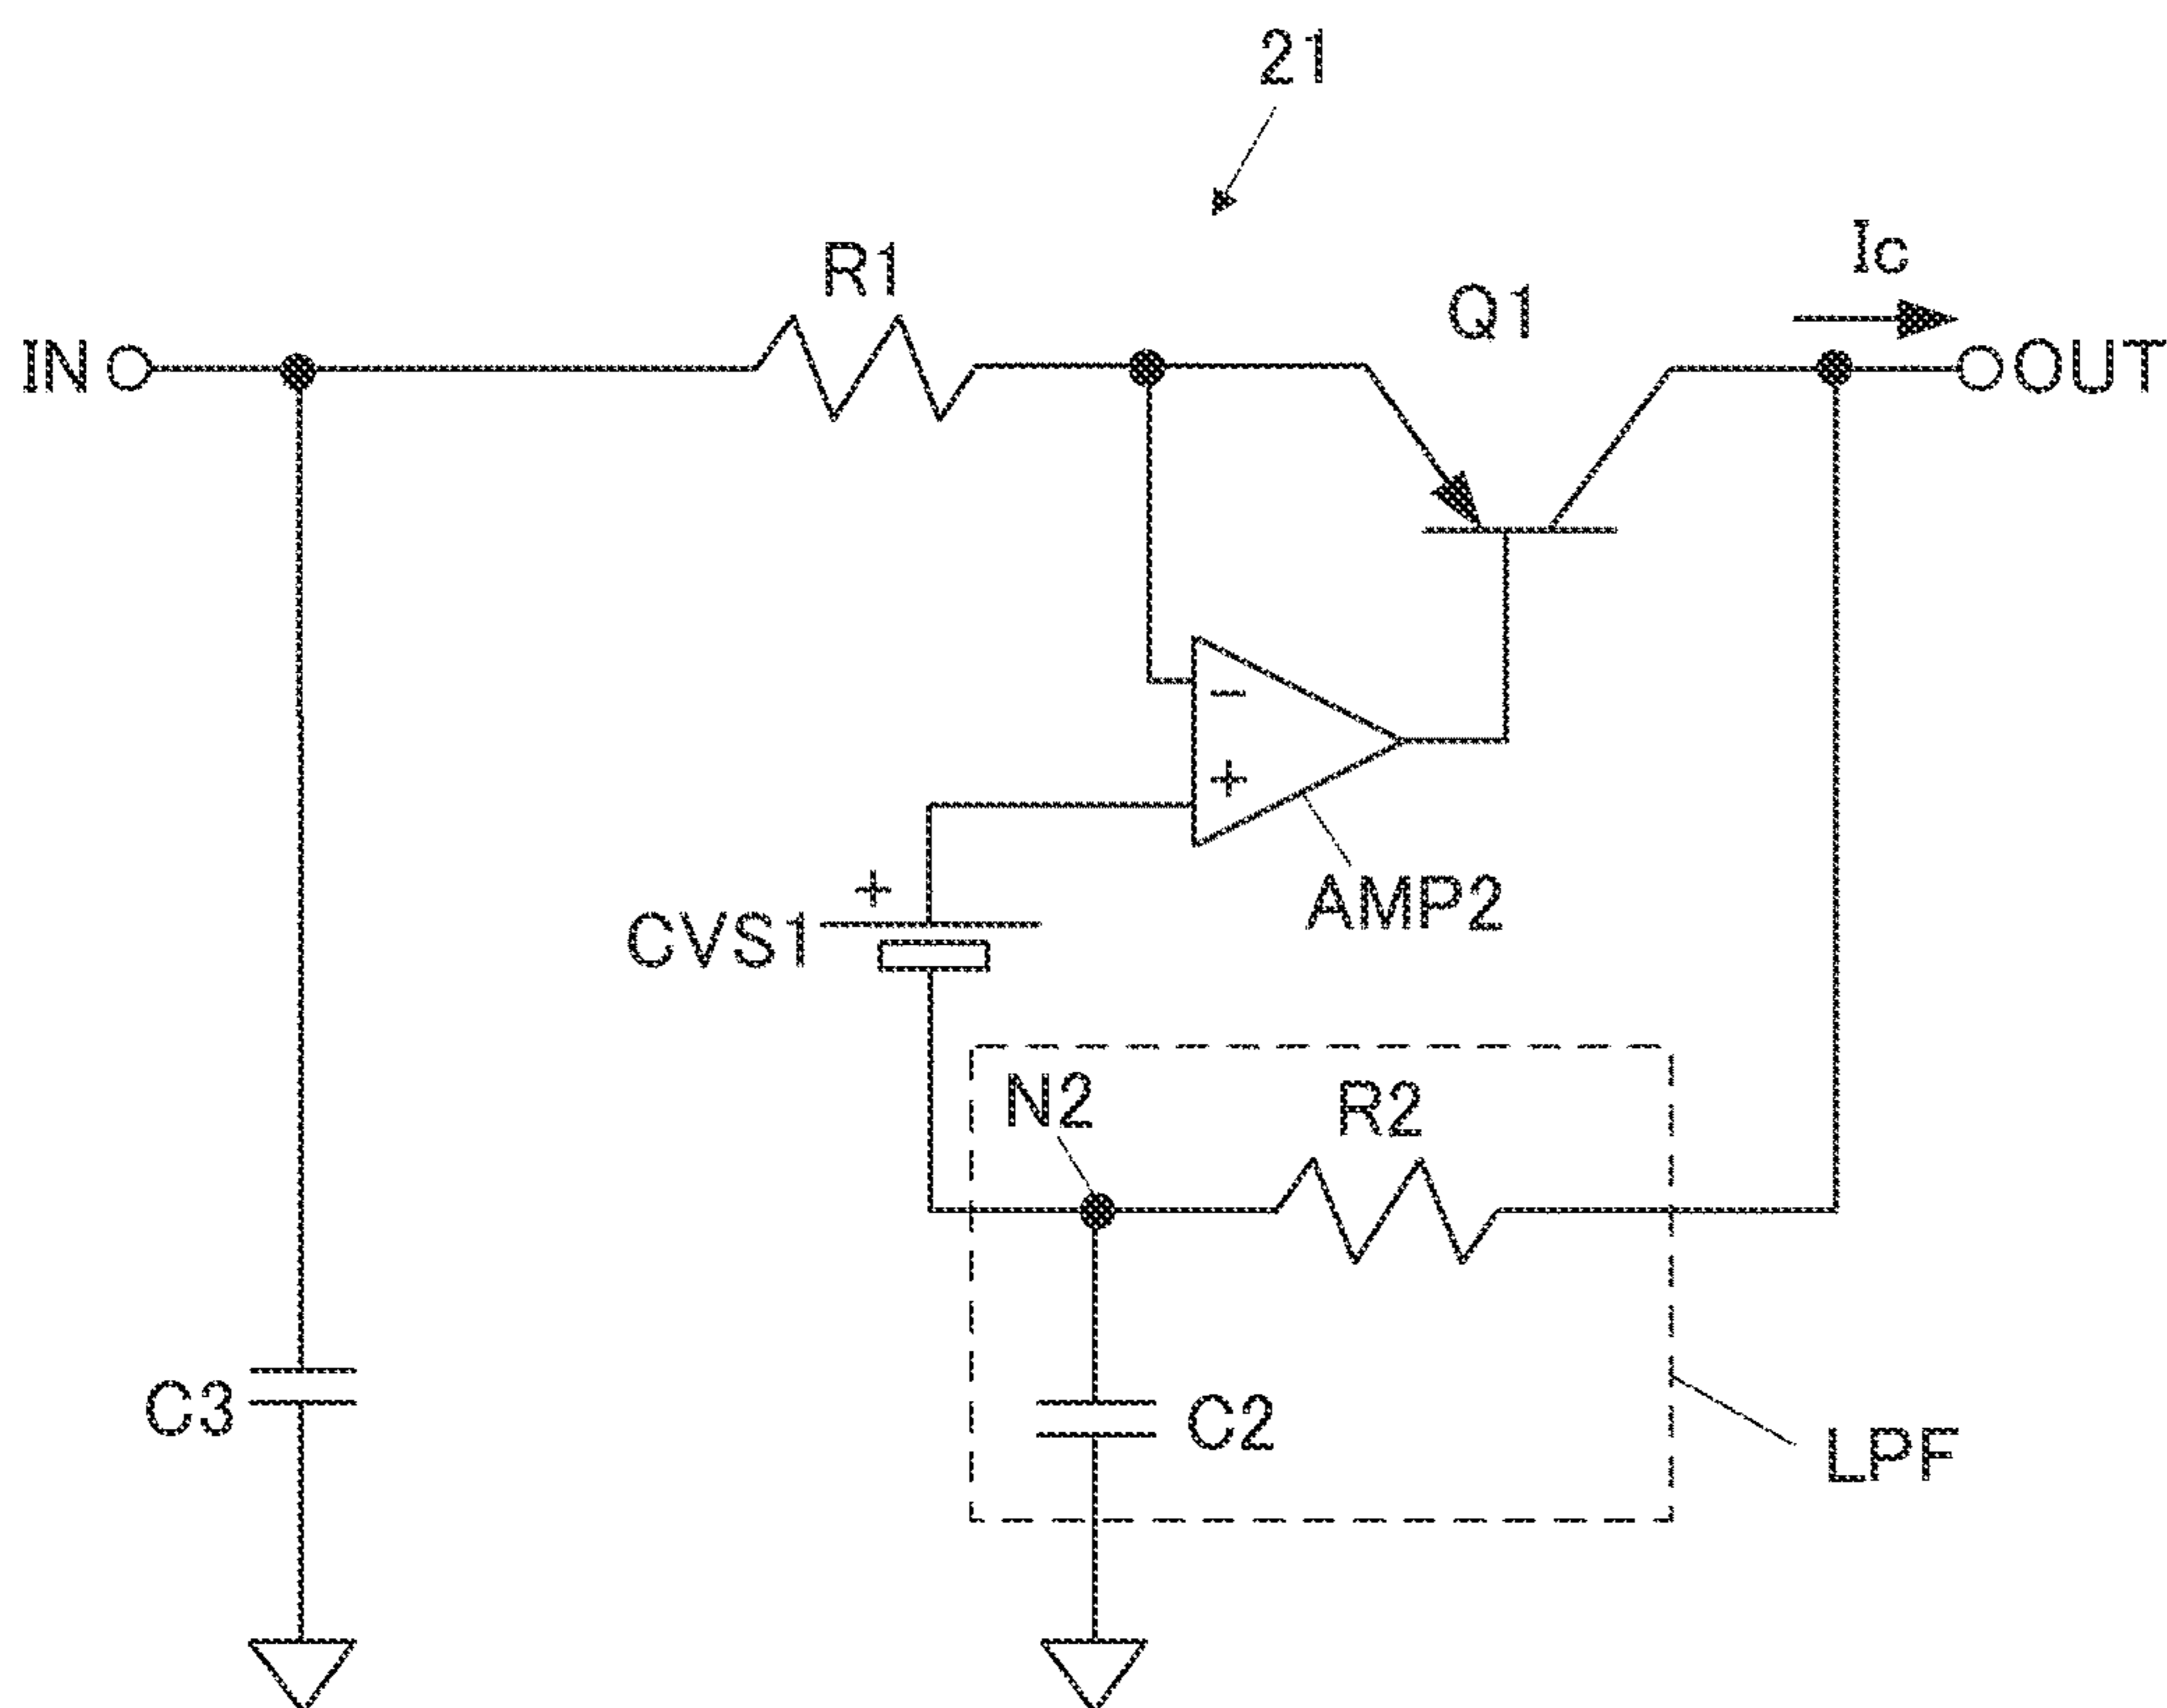 21
R1
Q1
Ic
IN
OUT
-
+
AMP2
+
CVS1
N2
R2
C3
C2
LPF